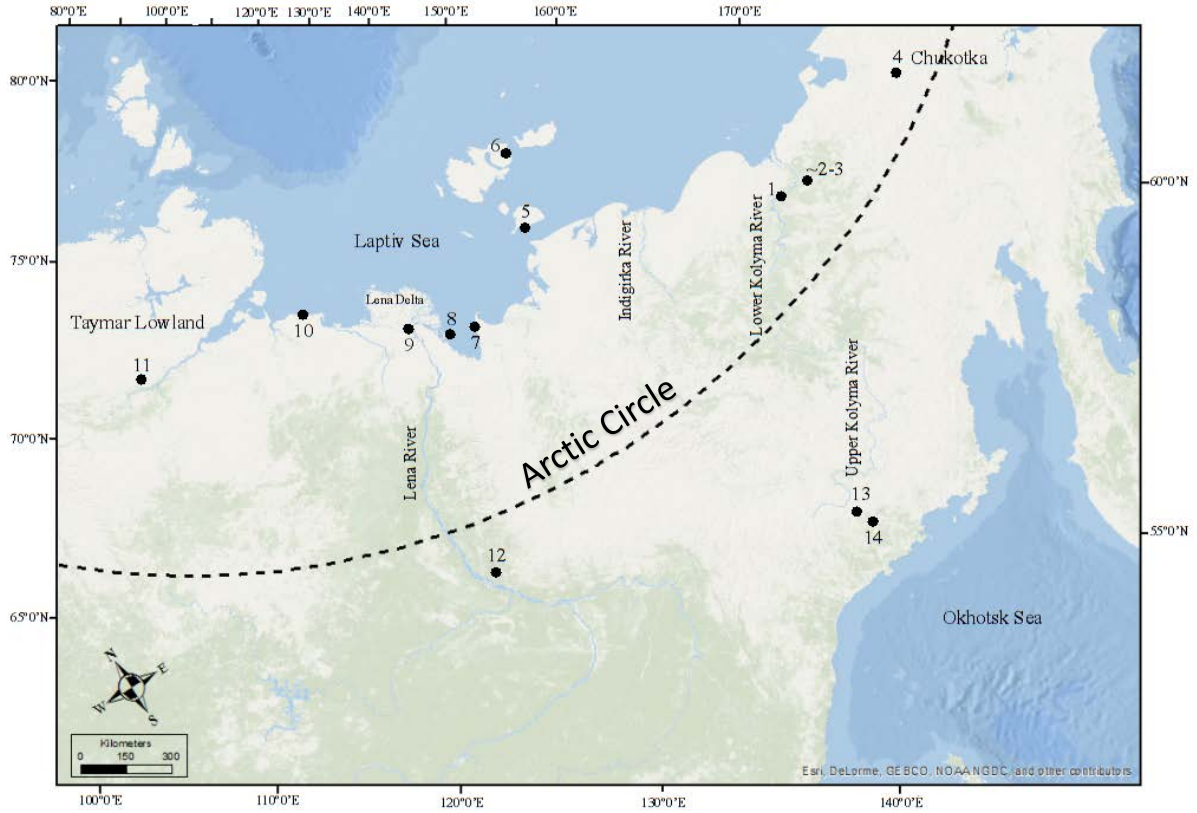 80°0'E 100°0'E 120°0'E 130°0'E 140°0'E 150°0'E 160°0'E 170°0'E
4 Chukotka
80°0'N
6
~2-3
1
60°0'N
5
Laptiv Sea
Indigirka River
Lower Kolyma River
75°0'N
Lena Delta
Taymar Lowland
10
9
8
7
11
Arctic Circle
Upper Kolyma River
70°0'N
Lena River
13
14
55°0'N
12
65°0'N
Okhotsk Sea
N
E
W
S
Kilometers
0 150 300
Esri, DeLorme, GEBCO, NOAA NGDC, and other contributors
100°0'E 110°0'E 120°0'E 130°0'E 140°0'E